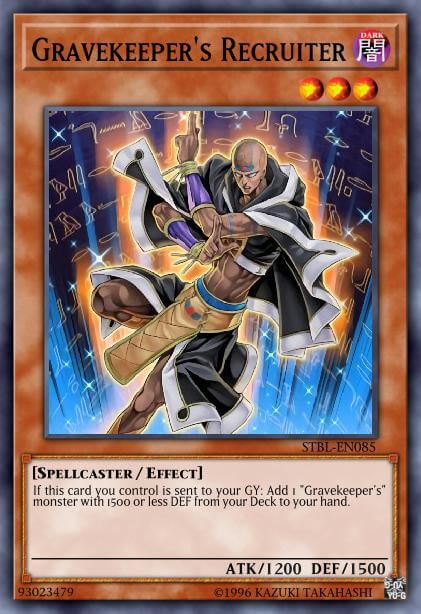 Gravekeeper's Recruiter
DARK
闇
STBL-EN085
[Spellcaster / Effect]
If this card you control is sent to your GY: Add 1 "Gravekeeper's"
monster with 1500 or less DEF from your Deck to your hand.
ATK/1200 DEF/1500
93023479
©1996 KAZUKI TAKAHASHI